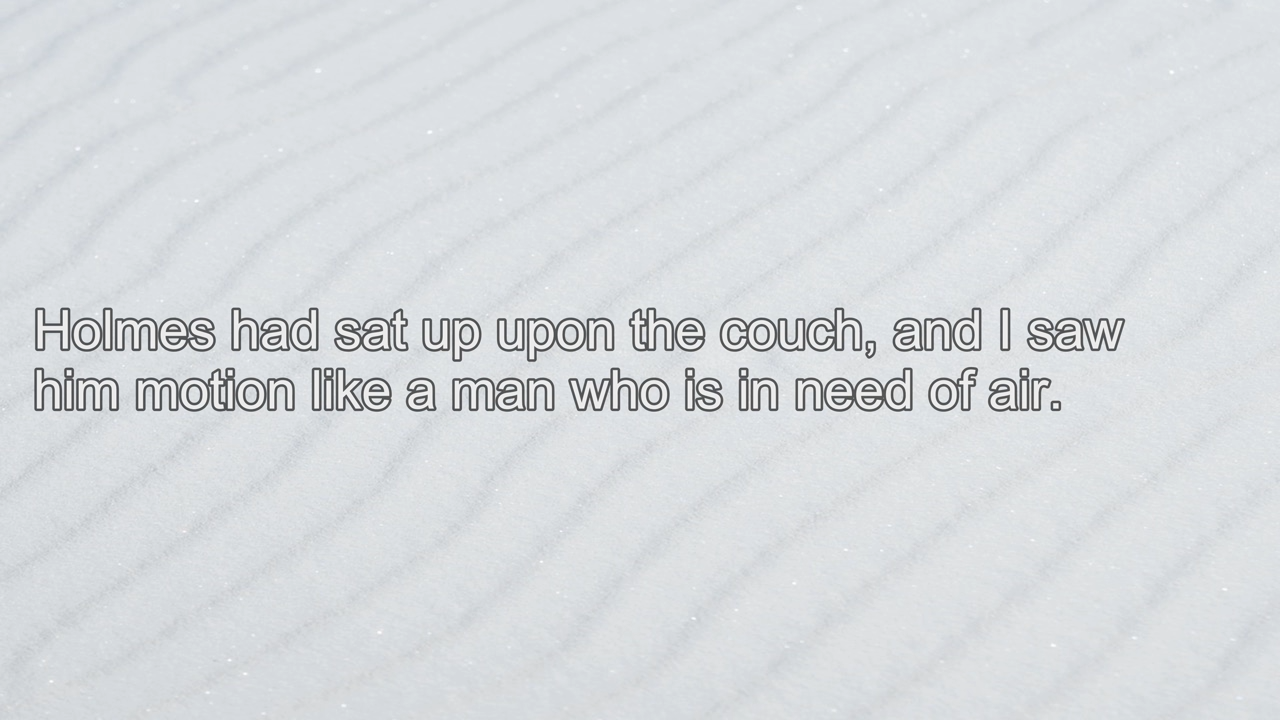 Holmes had sat up upon the couch, and I saw
him motion like a man who is in need of air.